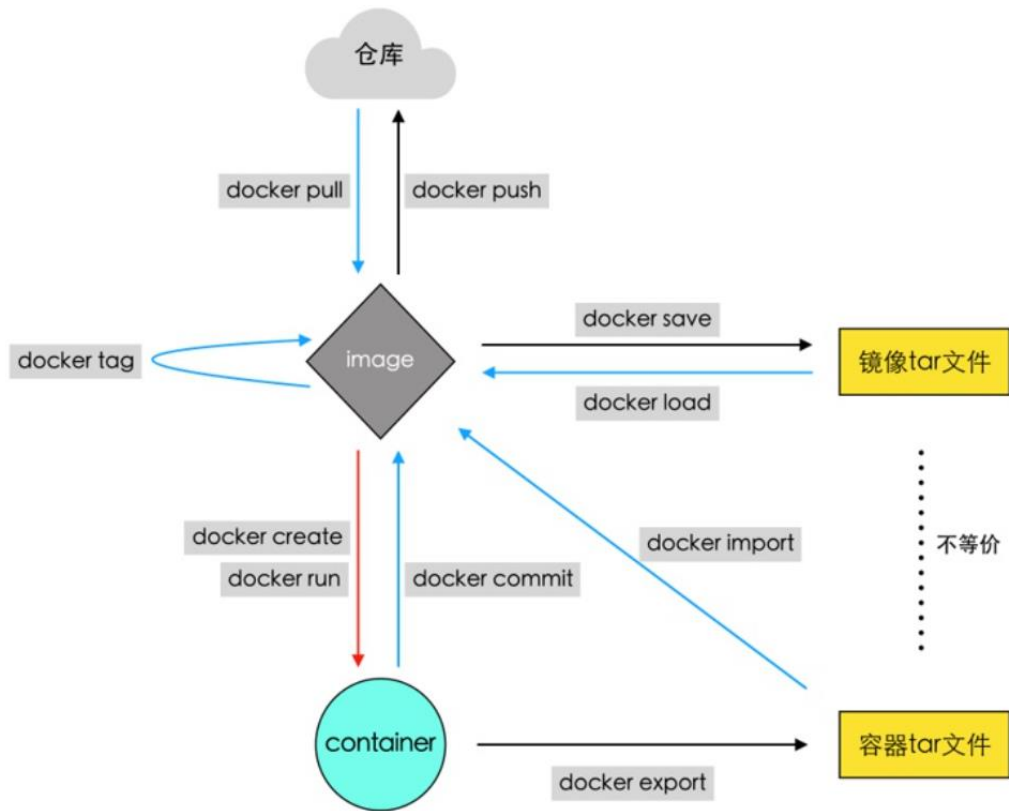 仓库
docker pull
docker push
docker save
docker tag
image
镜像tar文件
docker load
docker create
docker import
不等价
docker run
docker commit
container
容器tar文件
docker export